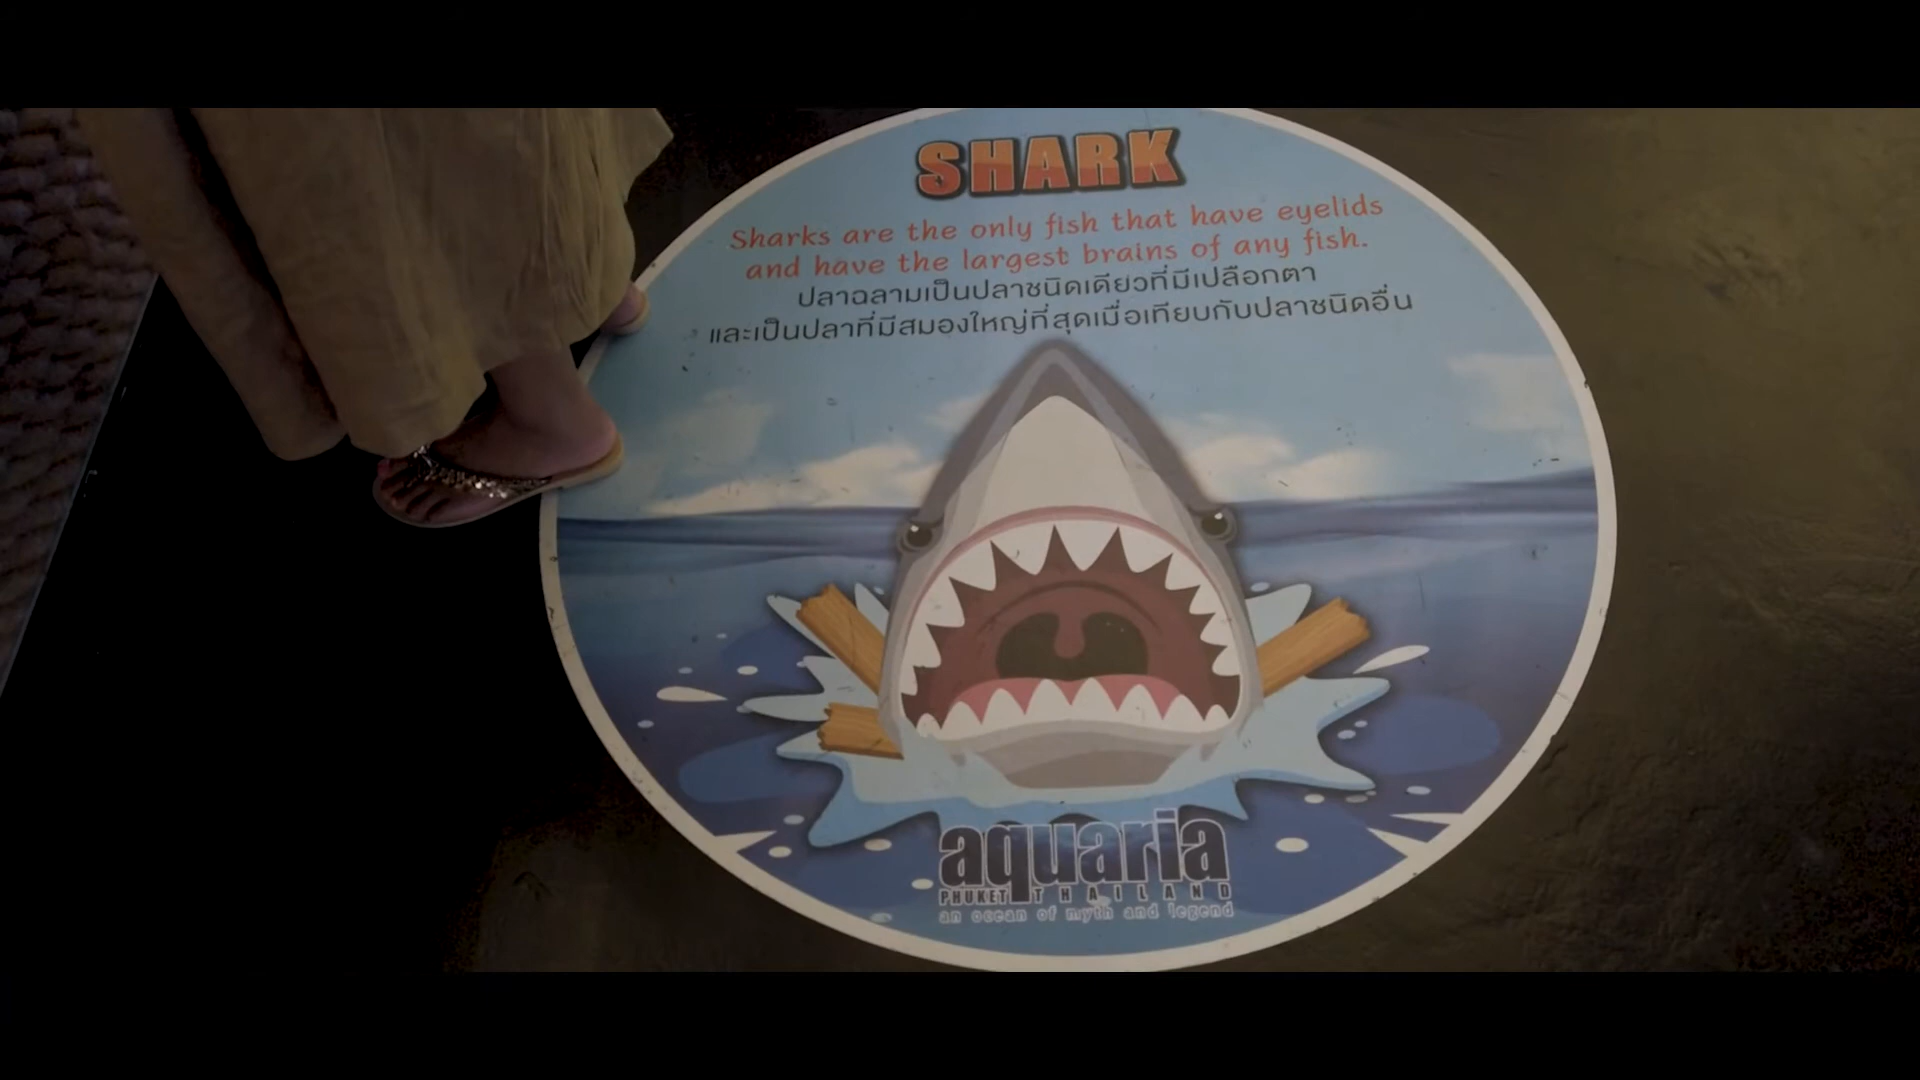 SHARK
Sharks are the only fish that have eyelids
and have the largest brains of any fish.
ปลาฉลามเป็นปลาชนิดเดียวที่มีเปลือกตา
และเป็นปลาที่มีสมองใหญ่ที่สุดเมื่อเทียบกับปลาชนิดอื่น
aquaria
PHUKET THAILAND
an ocean of myth and legend